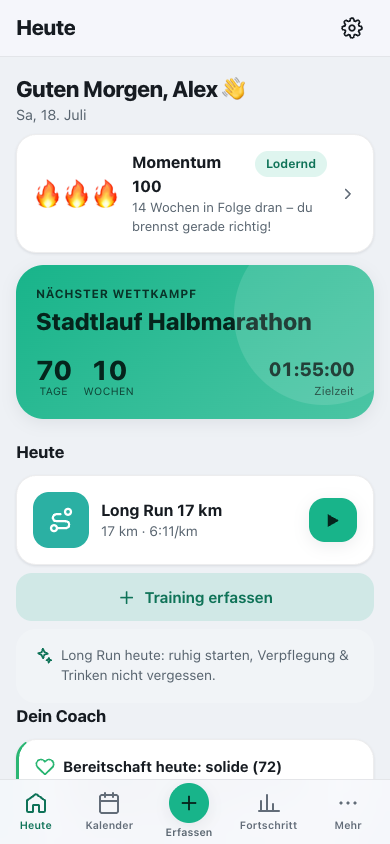 Heute
Guten Morgen, Alex 👋
Sa, 18. Juli
🔥🔥🔥
Momentum 100
Lodernd
14 Wochen in Folge dran – du
brennst gerade richtig!
NÄCHSTER WETTKAMPF
Stadtlauf Halbmarathon
70 10 01:55:00
TAGE WOCHEN Zielzeit
Heute
Long Run 17 km
17 km · 6:11/km
Training erfassen
Long Run heute: ruhig starten, Verpflegung &
Trinken nicht vergessen.
Dein Coach
Bereitschaft heute: solide (72)
Heute Kalender Erfassen Fortschritt Mehr